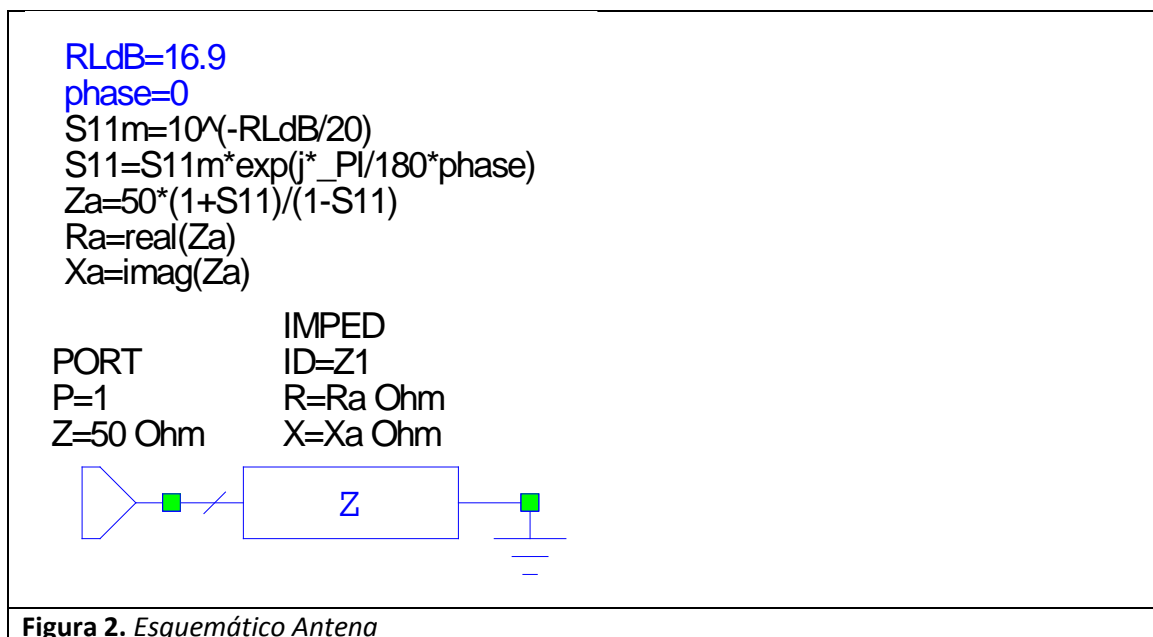 RLdB=16.9
phase=0
S11m=10^(-RLdB/20)
S11=S11m*exp(j*_PI/180*phase)
Za=50*(1+S11)/(1-S11)
Ra=real(Za)
Xa=imag(Za)
IMPED
ID=Z1
R=Ra Ohm
X=Xa Ohm
PORT
P=1
Z=50 Ohm
Z
Figura 2. Esquemático Antena